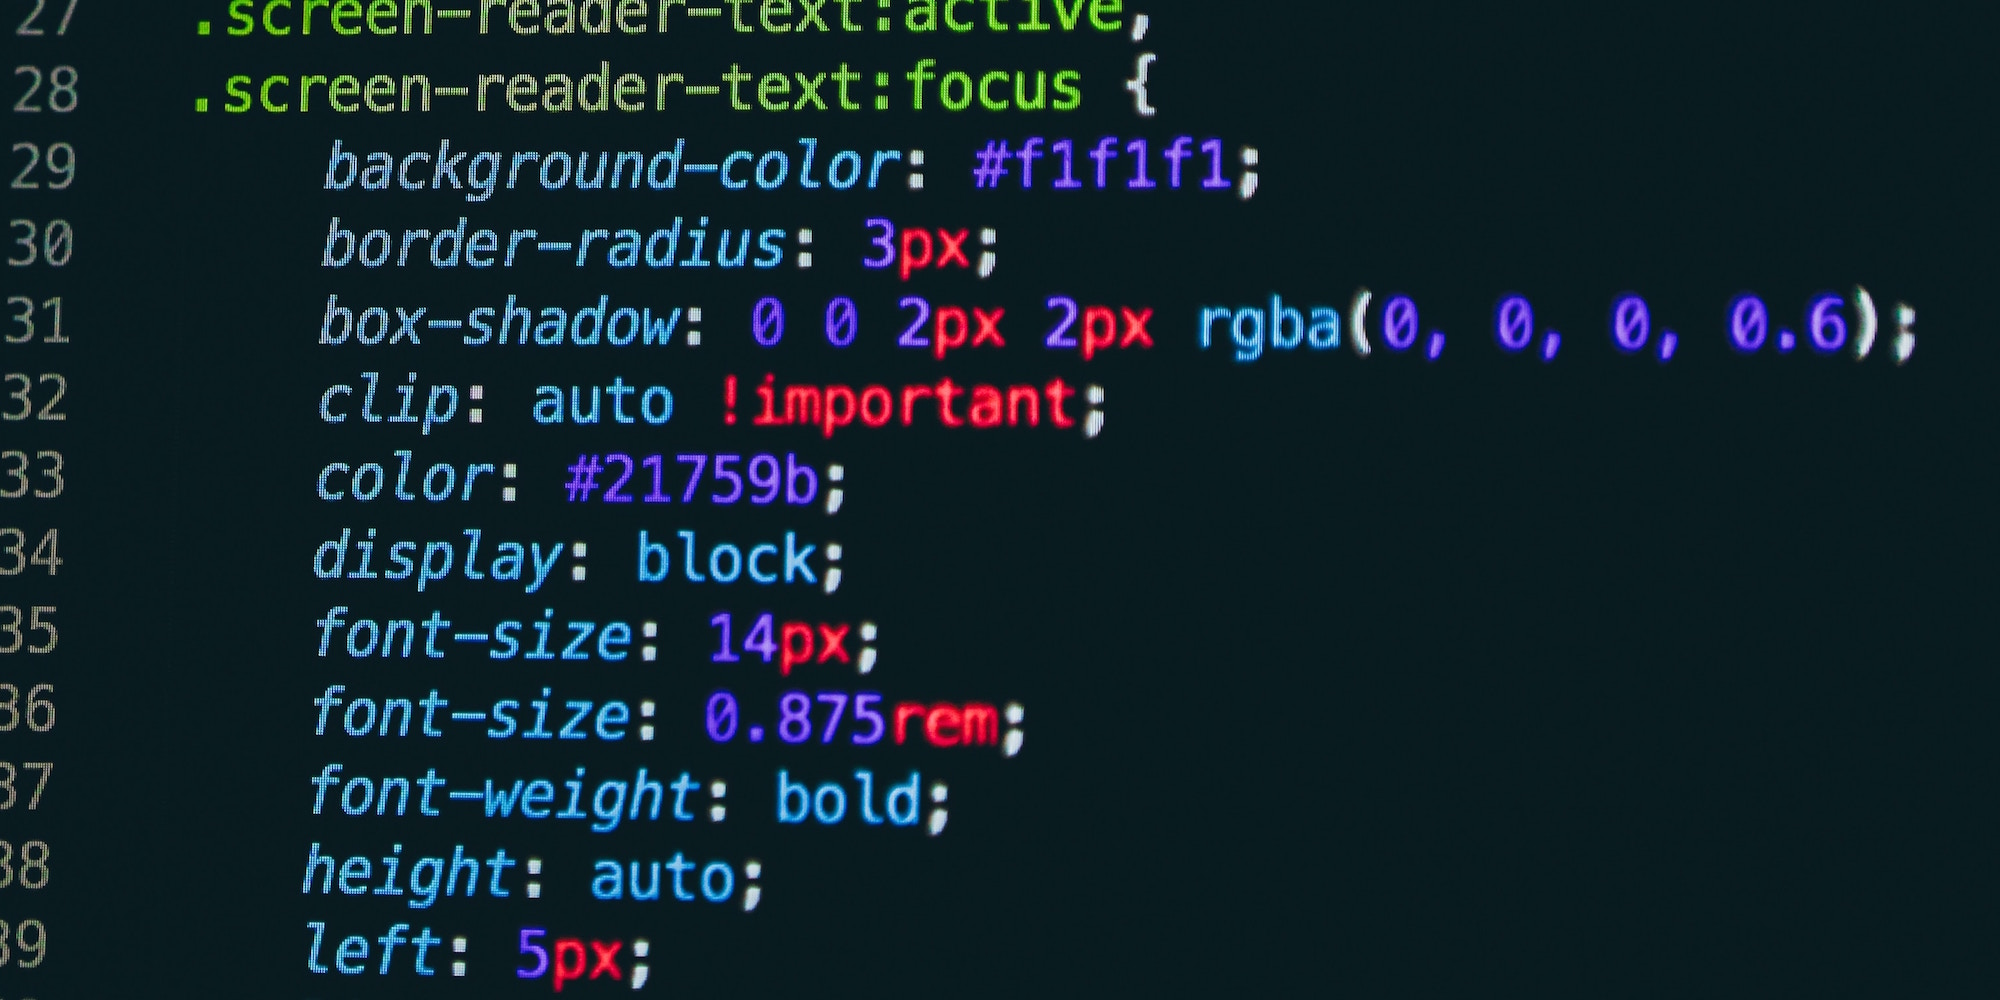 27 .screen-reader-text:active,
28 .screen-reader-text:focus {
29 background-color: #f1f1f1;
30 border-radius: 3px;
31 box-shadow: 0 0 2px 2px rgba(0, 0, 0, 0.6);
32 clip: auto !important;
33 color: #21759b;
34 display: block;
35 font-size: 14px;
36 font-size: 0.875rem;
37 font-weight: bold;
38 height: auto;
39 left: 5px;